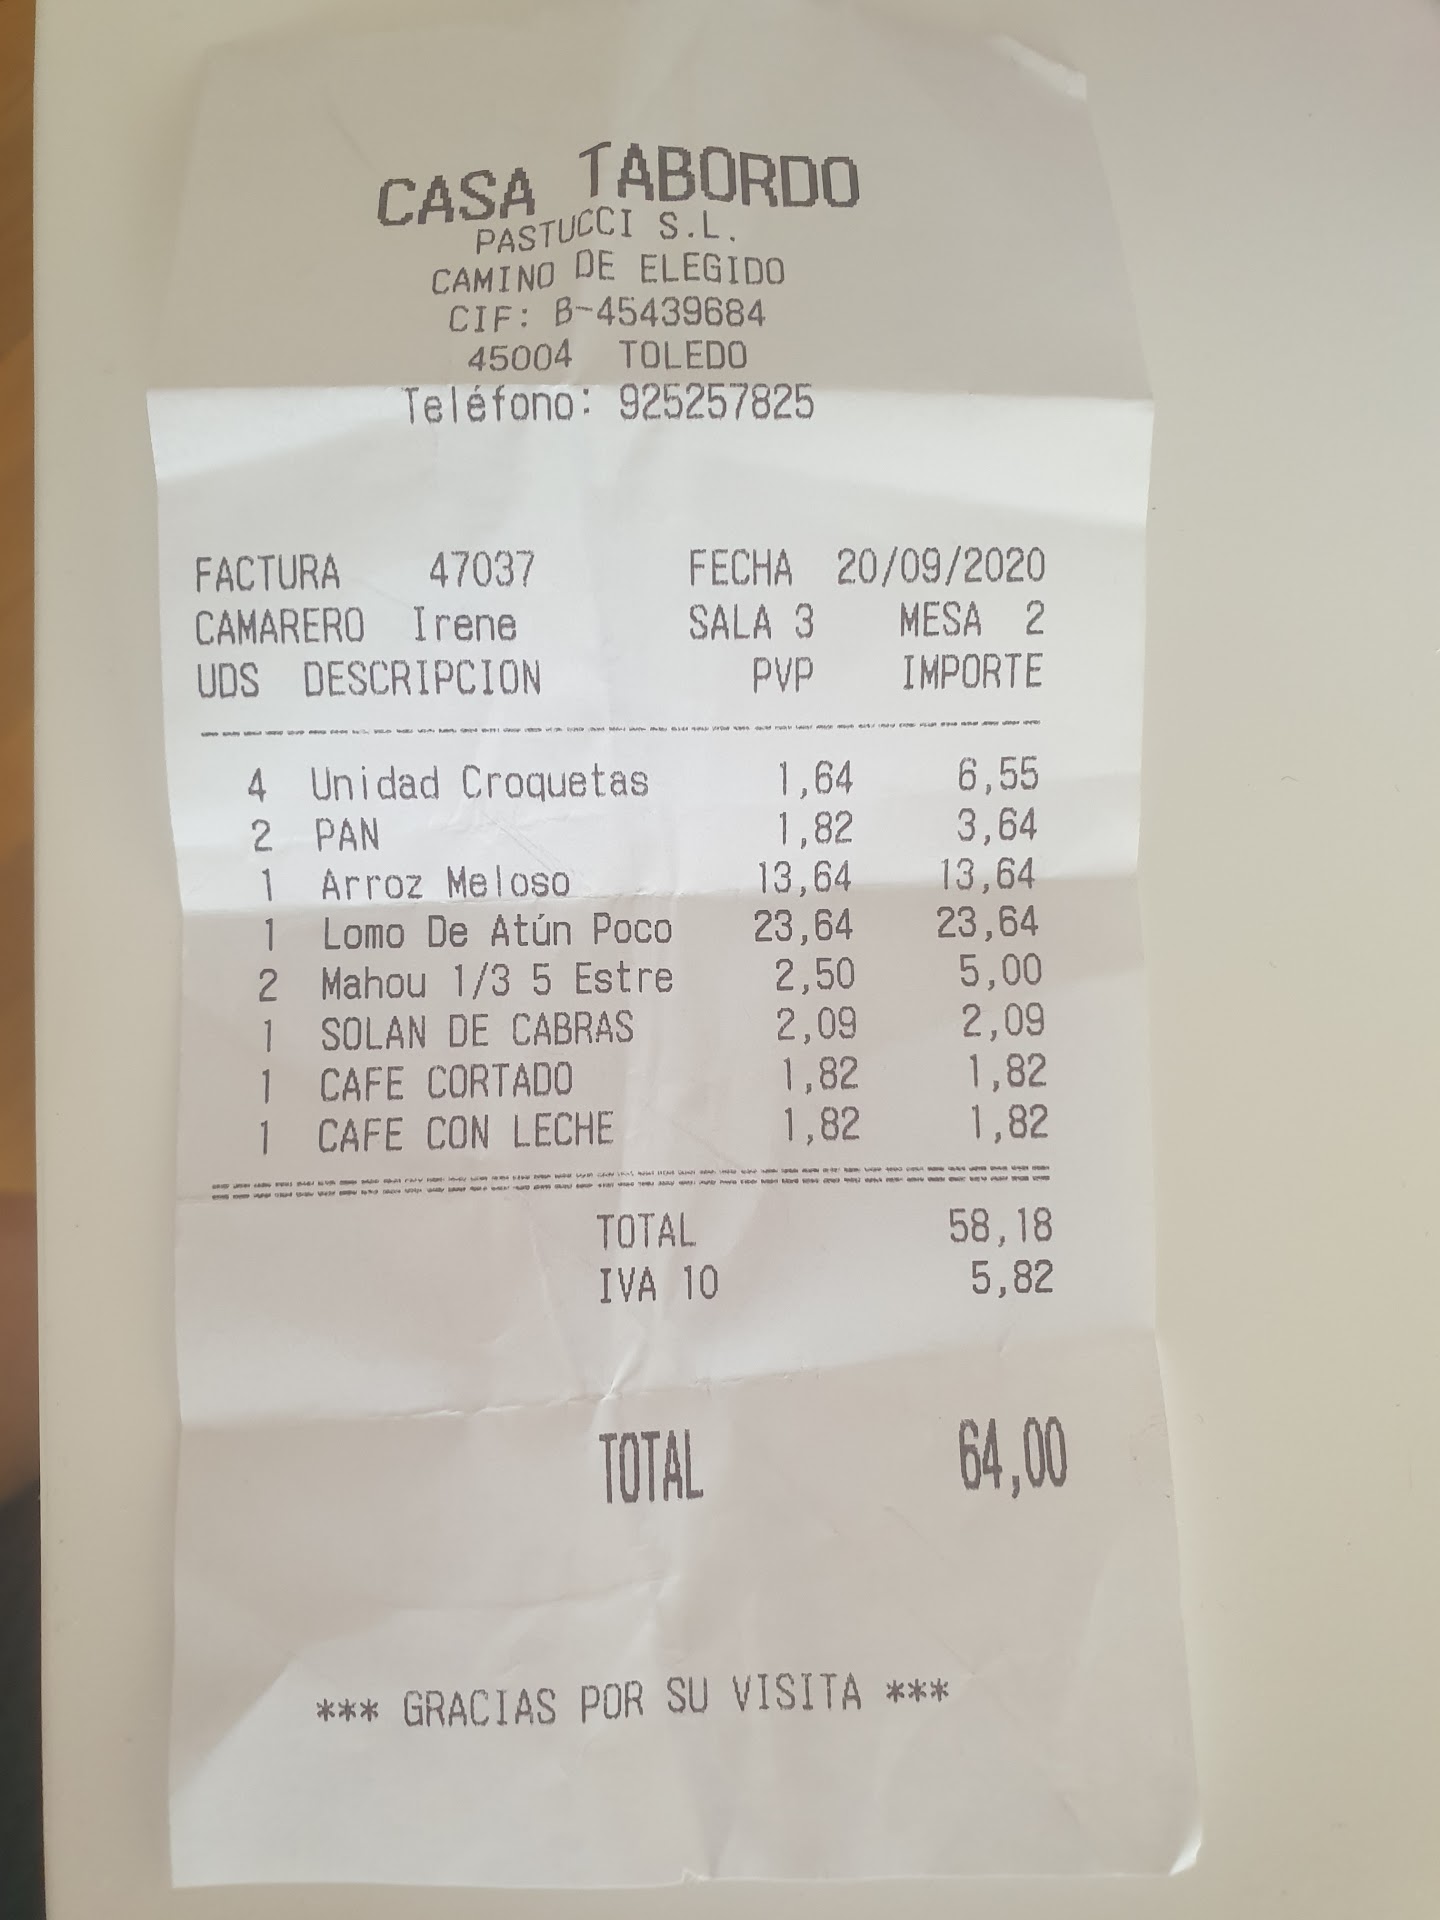 CASA TABORDO
PASTUCCI S.L.
CAMINO DE ELEGIDO
CIF: B-45439684
45004 TOLEDO
Teléfono: 925257825
FACTURA 47037 FECHA 20/09/2020
CAMARERO Irene SALA 3 MESA 2
UDS DESCRIPCION PVP IMPORTE
4 Unidad Croquetas 1,64 6,55
2 PAN 1,82 3,64
1 Arroz Meloso 13,64 13,64
1 Lomo De Atún Poco 23,64 23,64
2 Mahou 1/3 5 Estre 2,50 5,00
1 SOLAN DE CABRAS 2,09 2,09
1 CAFE CORTADO 1,82 1,82
1 CAFE CON LECHE 1,82 1,82
TOTAL 58,18
IVA 10 5,82
TOTAL 64,00
*** GRACIAS POR SU VISITA ***